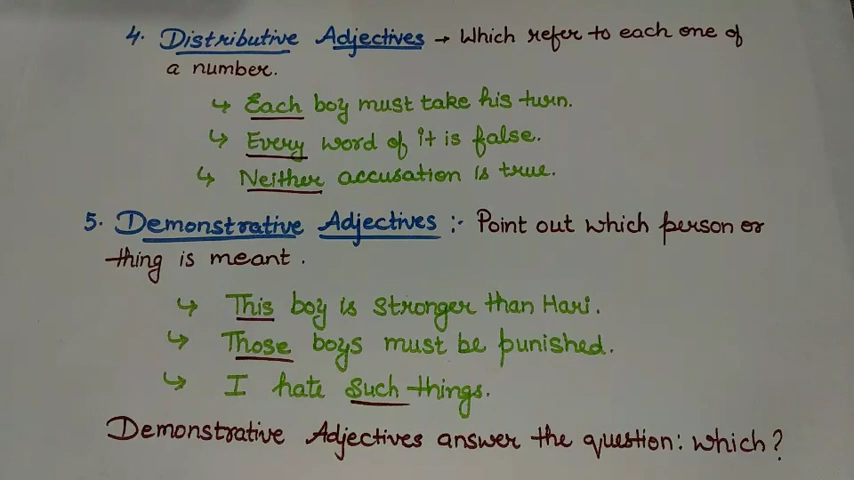 4. Distributive Adjectives → Which refer to each one of
a number.
↳ Each boy must take his turn.
↳ Every word of it is false.
↳ Neither accusation is true.
5. Demonstrative Adjectives :- Point out which person or
thing is meant.
↳ This boy is stronger than Hari.
↳ Those boys must be punished.
↳ I hate such things.
Demonstrative Adjectives answer the question: which?